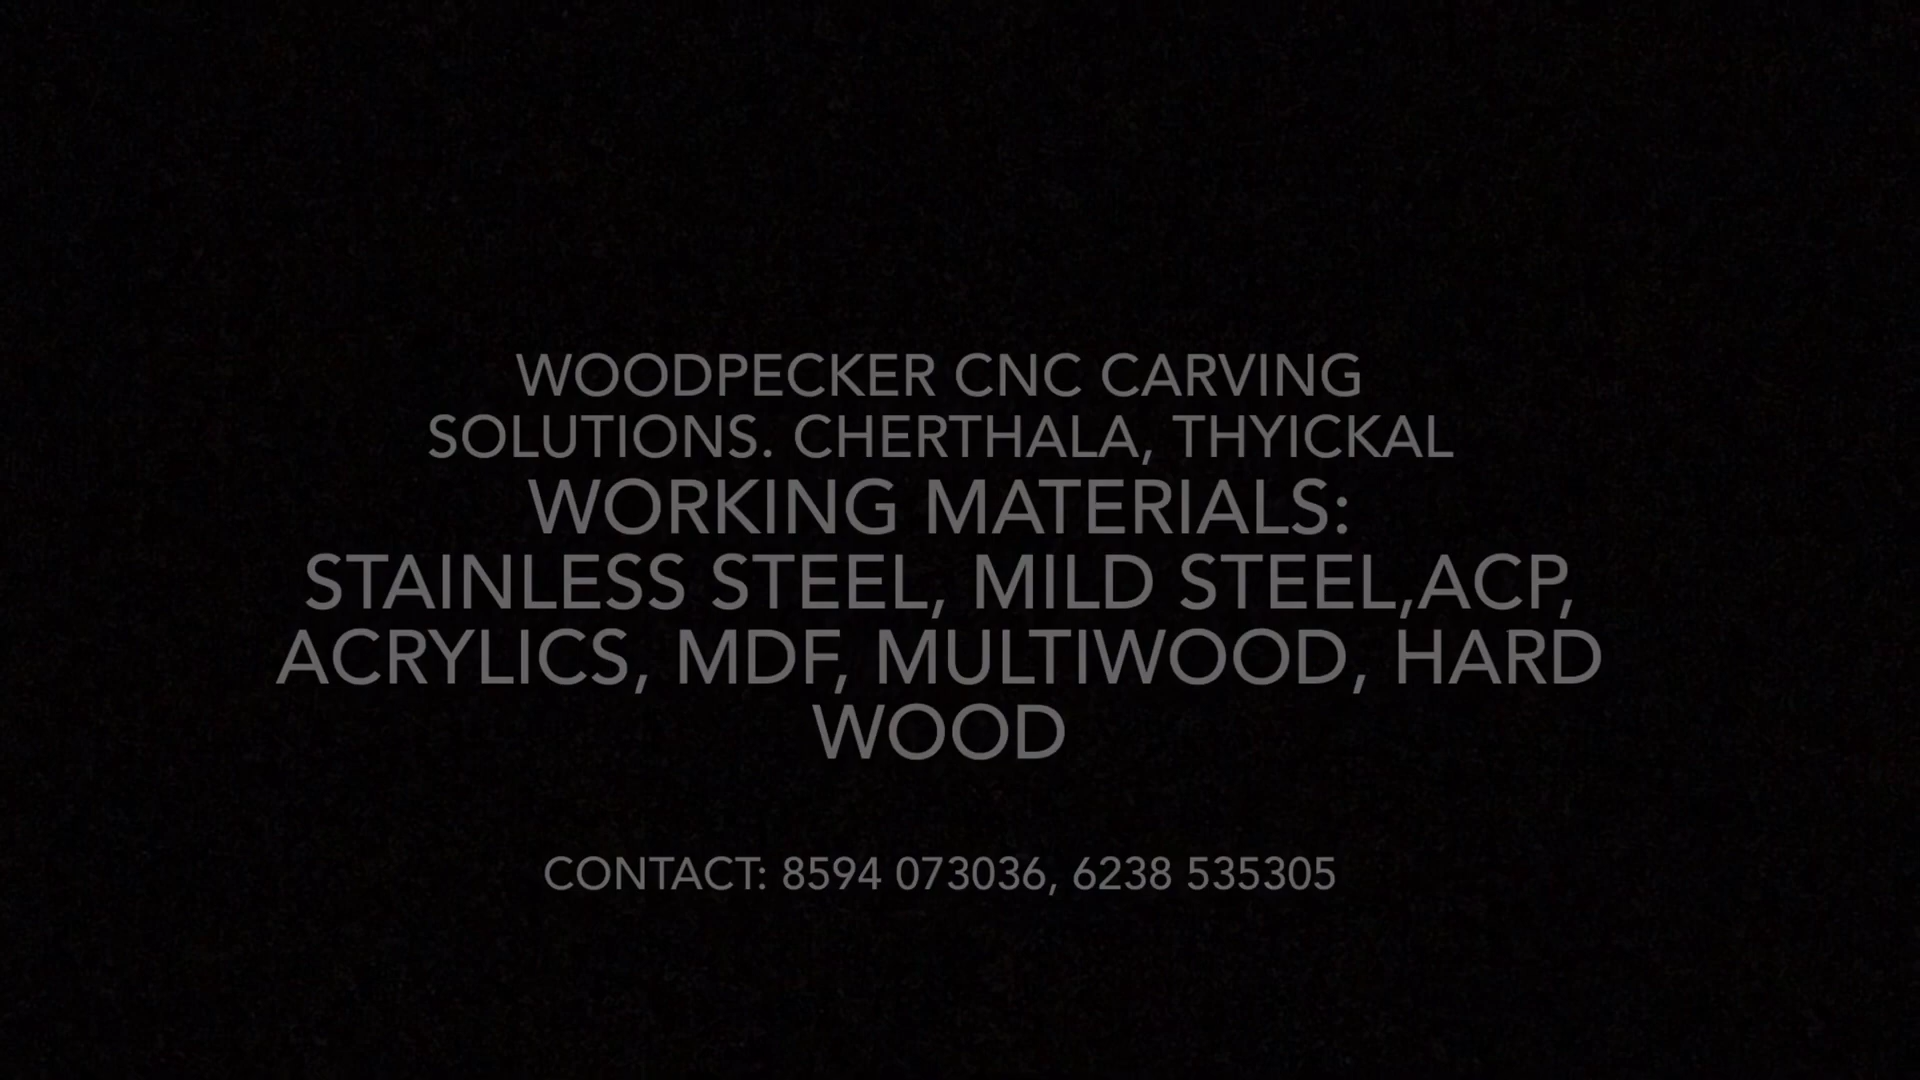 WOODPECKER CNC CARVING
SOLUTIONS. CHERTHALA, THYICKAL
WORKING MATERIALS:
STAINLESS STEEL, MILD STEEL,ACP,
ACRYLICS, MDF, MULTIWOOD, HARD
WOOD
CONTACT: 8594 073036, 6238 535305